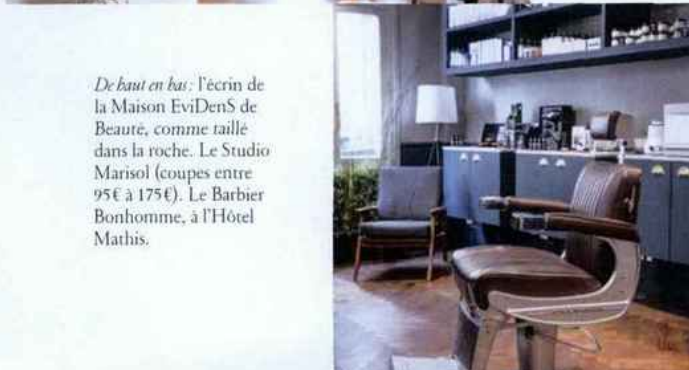 De haut en bas : l'écrin de
la Maison EviDenS de
Beauté, comme taillé
dans la roche. Le Studio
Marisol (coupes entre
95€ à 175€). Le Barbier
Bonhomme, à l'Hôtel
Mathis.